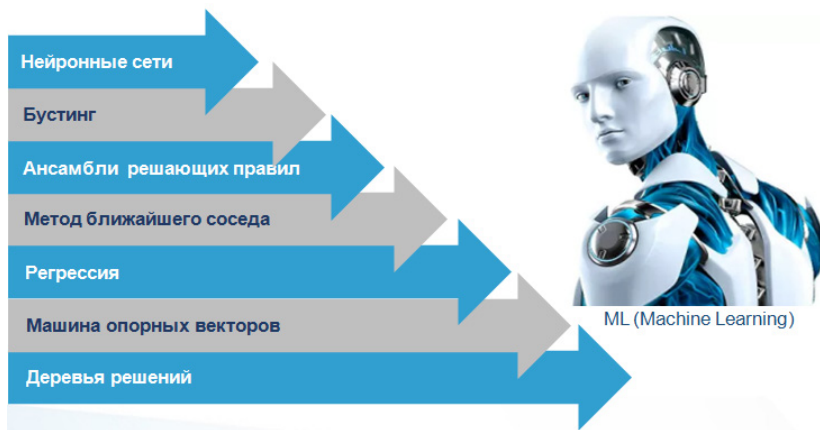 Нейронные сети
Бустинг
Ансамбли решающих правил
Метод ближайшего соседа
Регрессия
Машина опорных векторов
Деревья решений
ML (Machine Learning)